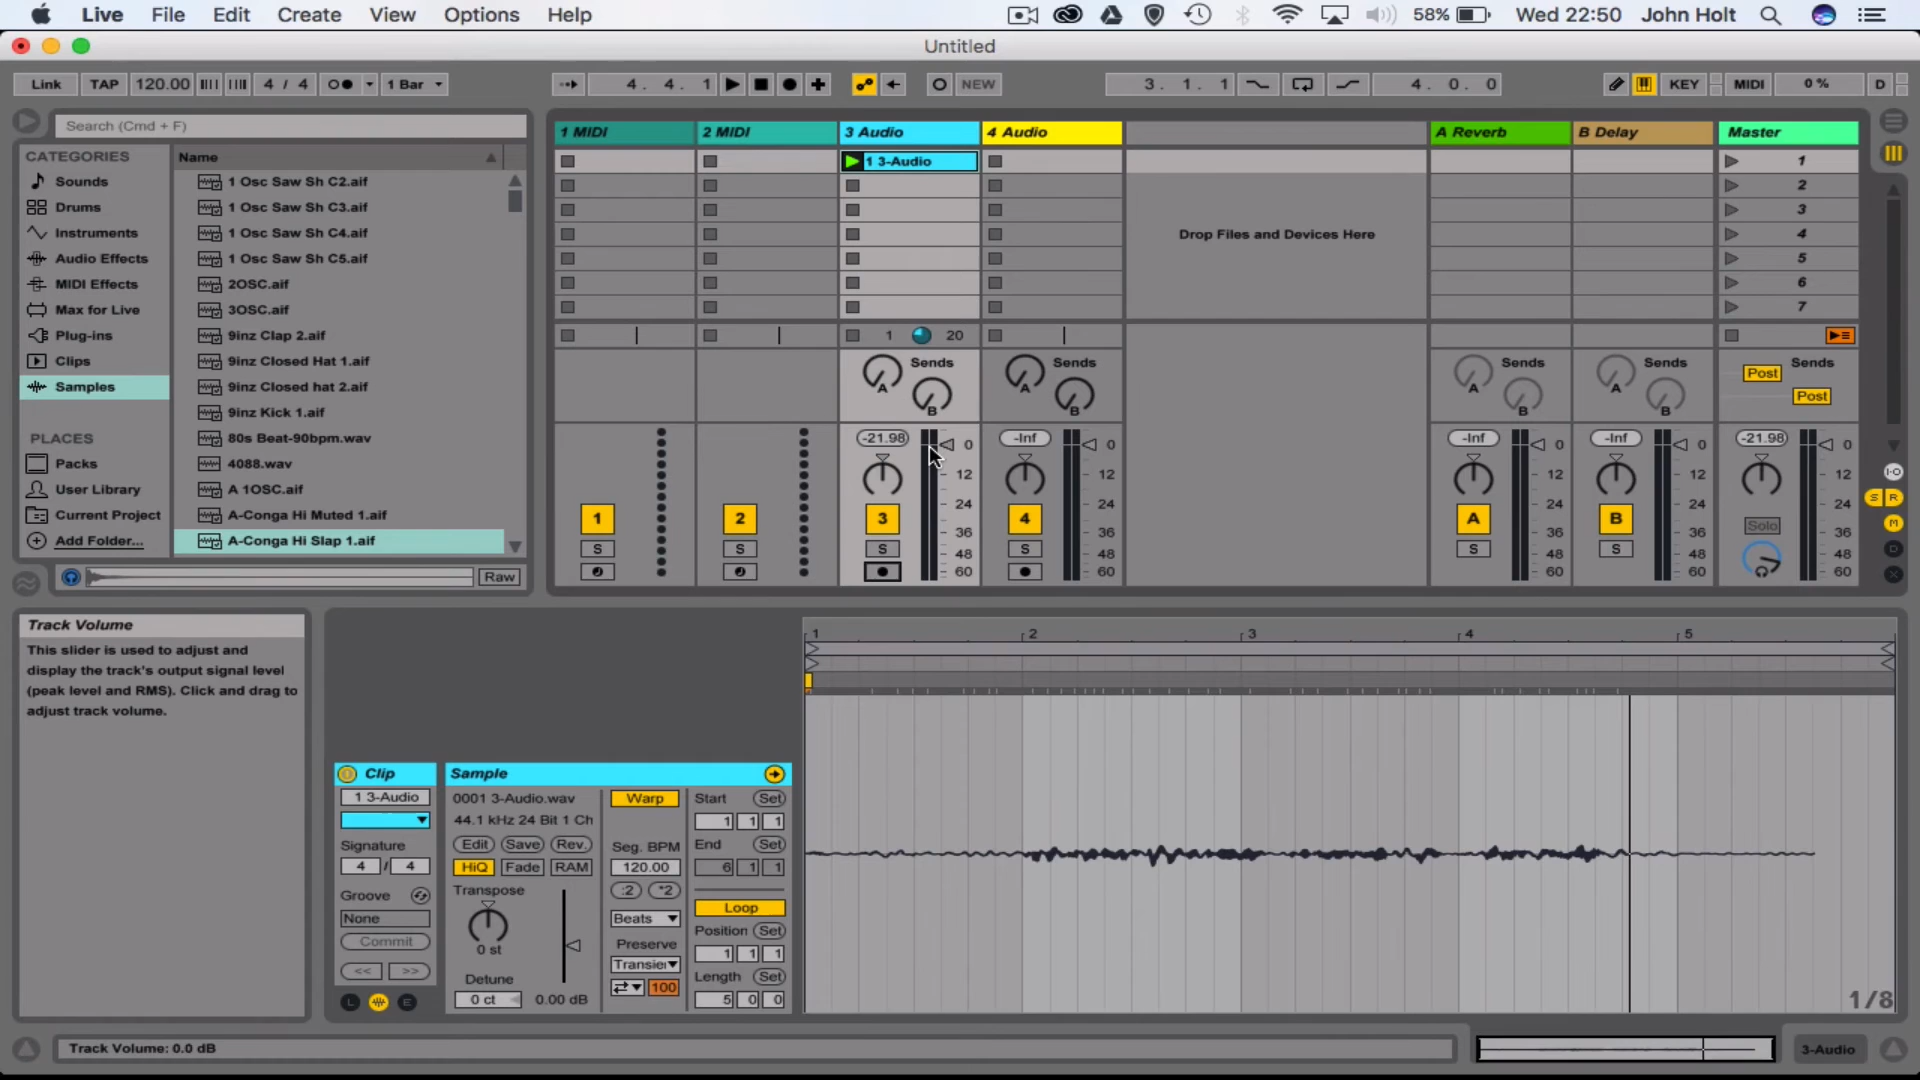 Live File Edit Create View Options Help 58% Wed 22:50 John Holt
Untitled
Link TAP 120.00 4 / 4 1 Bar 4. 4. 1 NEW 3. 1. 1 4. 0. 0 KEY MIDI 0 % D
Search (Cmd + F)
CATEGORIES
Sounds
Drums
Instruments
Audio Effects
MIDI Effects
Max for Live
Plug-ins
Clips
Samples
PLACES
Packs
User Library
Current Project
Add Folder...
Name
1 Osc Saw Sh C2.aif
1 Osc Saw Sh C3.aif
1 Osc Saw Sh C4.aif
1 Osc Saw Sh C5.aif
2OSC.aif
3OSC.aif
9inz Clap 2.aif
9inz Closed Hat 1.aif
9inz Closed hat 2.aif
9inz Kick 1.aif
80s Beat-90bpm.wav
4088.wav
A 1OSC.aif
A-Conga Hi Muted 1.aif
A-Conga Hi Slap 1.aif
Raw
1 MIDI 2 MIDI 3 Audio 4 Audio A Reverb B Delay Master
1 3-Audio 1
2
3
Drop Files and Devices Here 4
5
6
7
1 20
Sends Sends Sends Sends Sends
A A A A Post
B B B B Post
-21.98 0 -Inf 0 -Inf 0 -Inf 0 -21.98 0
12 12 12 12 12
24 24 24 24 24
1 2 3 4 A B Solo
36 36 36 36 36
S S S S S S
48 48 48 48 48
60 60 60 60 60
S R
M
D
X
Track Volume
This slider is used to adjust and
display the track's output signal level
(peak level and RMS). Click and drag to
adjust track volume.
Clip
1 3-Audio
Signature
4 / 4
Groove
None
Commit
<< >>
L E
Sample
0001 3-Audio.wav
44.1 kHz 24 Bit 1 Ch
Edit Save Rev.
HiQ Fade RAM
Transpose
0 st
Detune
0 ct 0.00 dB
Warp
Seg. BPM
120.00
:2 *2
Beats
Preserve
Transien
100
Start Set
1 1 1
End Set
6 1 1
Loop
Position Set
1 1 1
Length Set
5 0 0
1 2 3 4 5
1/8
Track Volume: 0.0 dB
3-Audio